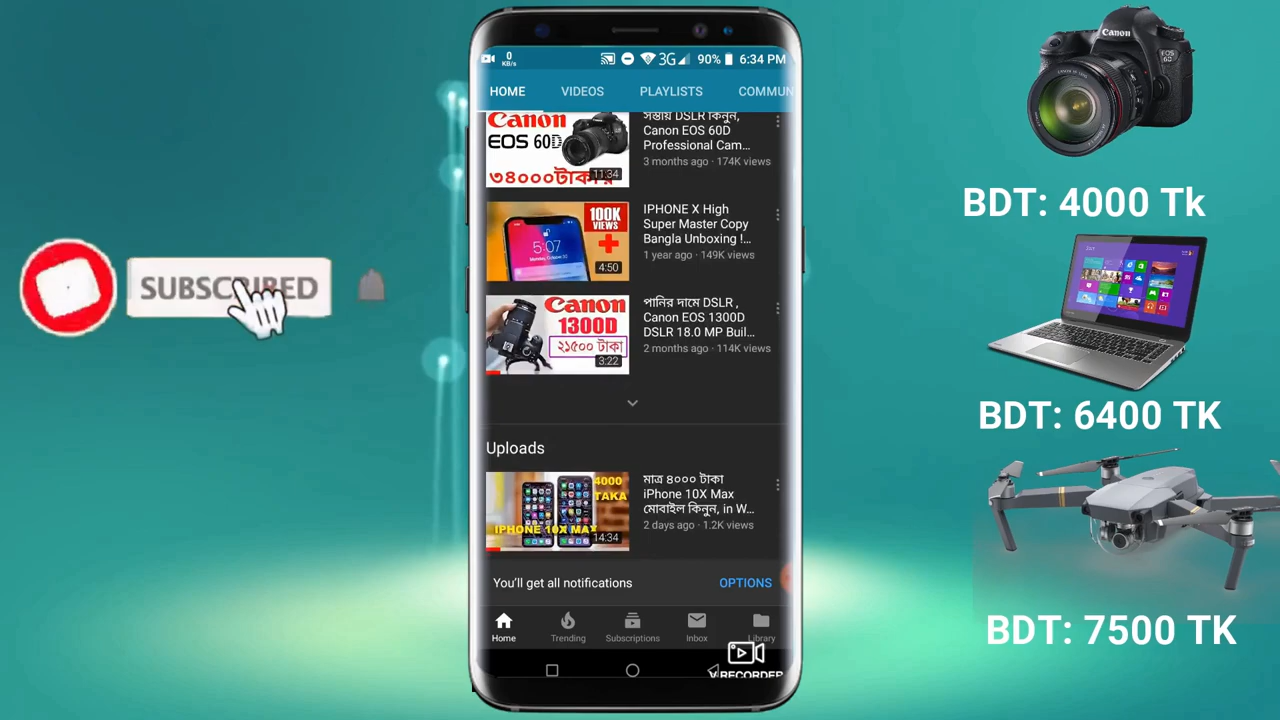 0
KB/s
3G 90% 6:34 PM
HOME VIDEOS PLAYLISTS COMMUN
Canon
EOS 60D
৩৪০০০টাকায়
11:34
সস্তায় DSLR কিনুন,
Canon EOS 60D
Professional Cam...
3 months ago · 174K views
100K
VIEWS
+
5:07
4:50
IPHONE X High
Super Master Copy
Bangla Unboxing !...
1 year ago · 149K views
Canon
1300D
২১৫০০ টাকা
3:22
পানির দামে DSLR ,
Canon EOS 1300D
DSLR 18.0 MP Buil...
2 months ago · 114K views
Uploads
4000
TAKA
IPHONE 10X MAX
14:34
মাত্র ৪০০০ টাকা
iPhone 10X Max
মোবাইল কিনুন, in W...
2 days ago · 1.2K views
You'll get all notifications OPTIONS
Home Trending Subscriptions Inbox Library
V RECORDER
SUBSCRIBED
Canon
EOS
6D
BDT: 4000 Tk
BDT: 6400 TK
BDT: 7500 TK